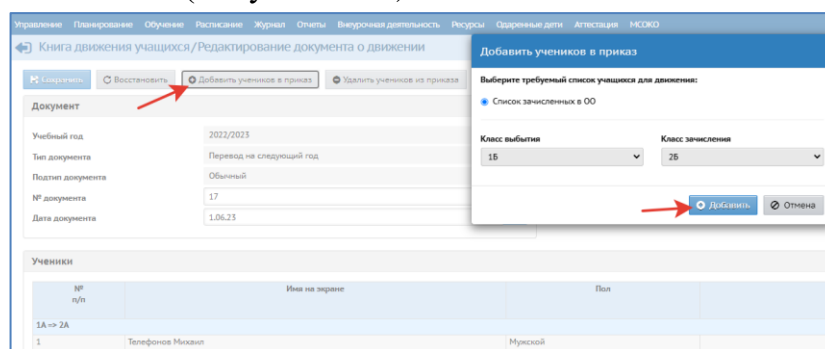 Управление Планирование Обучение Расписание Журнал Отчеты Внеурочная деятельность Ресурсы Одаренные дети Аттестация МСОКО
Книга движения учащихся/Редактирование документа о движении
Сохранить Восстановить Добавить учеников в приказ Удалить учеников из приказа
Документ
Учебный год 2022/2023
Тип документа Перевод на следующий год
Подтип документа Обычный
№ документа 17
Дата документа 1.06.23
Добавить учеников в приказ
Выберите требуемый список учащихся для движения:
Список зачисленных в ОО
Класс выбытия Класс зачисления
1Б 2Б
Добавить Отмена
Ученики
№ п/п Имя на экране Пол
1А => 2А
1 Телефонов Михаил Мужской